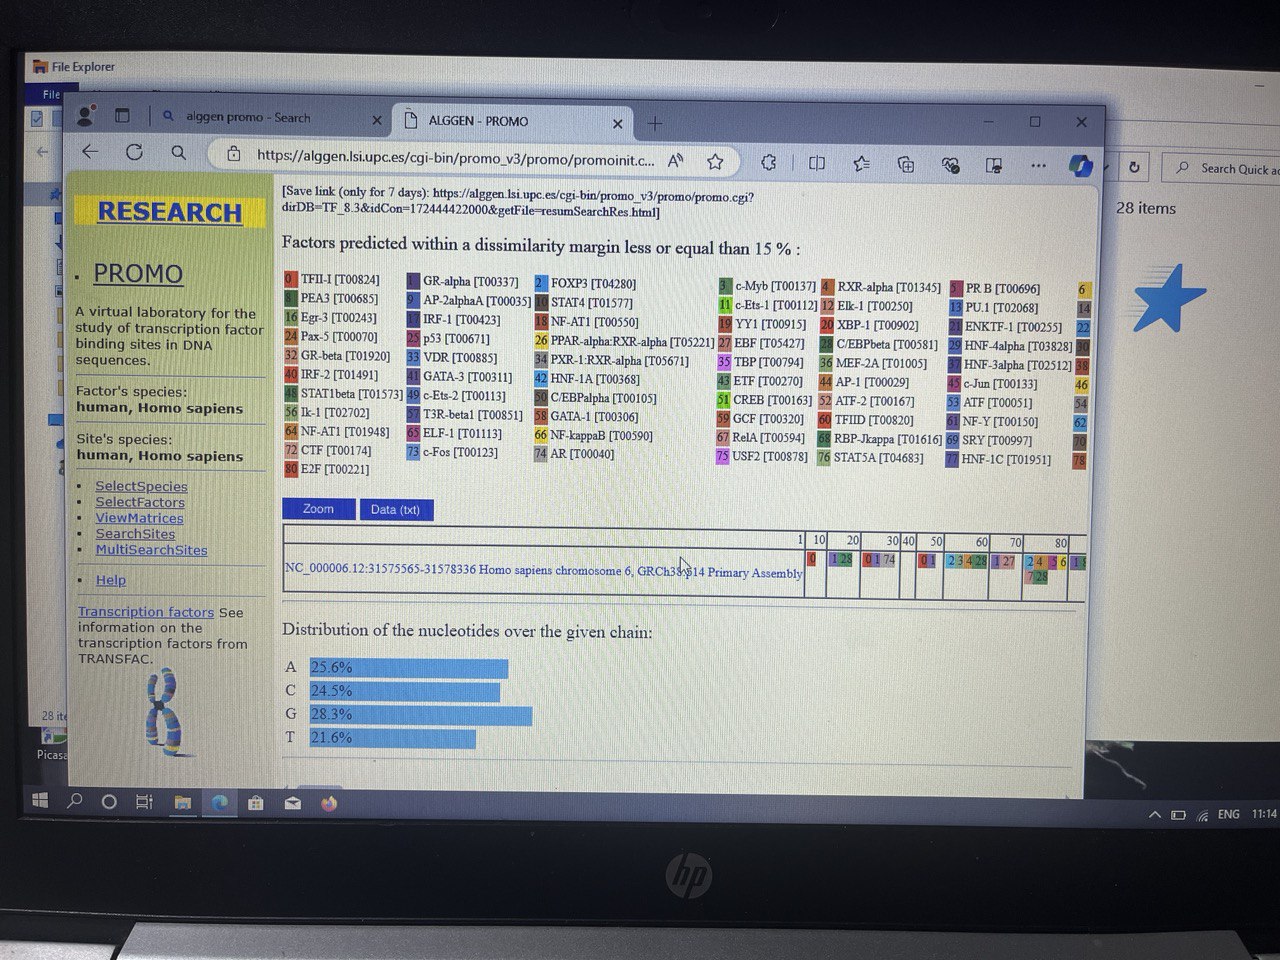 File Explorer
File
alggen promo - Search
ALGGEN - PROMO
https://alggen.lsi.upc.es/cgi-bin/promo_v3/promo/promoinit.c...
Search Quick ac
28 items
RESEARCH
PROMO
A virtual laboratory for the
study of transcription factor
binding sites in DNA
sequences.
Factor's species:
human, Homo sapiens
Site's species:
human, Homo sapiens
SelectSpecies
SelectFactors
ViewMatrices
SearchSites
MultiSearchSites
Help
Transcription factors See
information on the
transcription factors from
TRANSFAC.
[Save link (only for 7 days): https://alggen.lsi.upc.es/cgi-bin/promo_v3/promo/promo.cgi?
dirDB=TF_8.3&idCon=172444422000&getFile=resumSearchRes.html]
Factors predicted within a dissimilarity margin less or equal than 15 % :
0 TFII-I [T00824] 1 GR-alpha [T00337] 2 FOXP3 [T04280] 3 c-Myb [T00137] 4 RXR-alpha [T01345] 5 PR B [T00696] 6
8 PEA3 [T00685] 9 AP-2alphaA [T00035] 10 STAT4 [T01577] 11 c-Ets-1 [T00112] 12 Elk-1 [T00250] 13 PU.1 [T02068] 14
16 Egr-3 [T00243] 17 IRF-1 [T00423] 18 NF-AT1 [T00550] 19 YY1 [T00915] 20 XBP-1 [T00902] 21 ENKTF-1 [T00255] 22
24 Pax-5 [T00070] 25 p53 [T00671] 26 PPAR-alpha:RXR-alpha [T05221] 27 EBF [T05427] 28 C/EBPbeta [T00581] 29 HNF-4alpha [T03828] 30
32 GR-beta [T01920] 33 VDR [T00885] 34 PXR-1:RXR-alpha [T05671] 35 TBP [T00794] 36 MEF-2A [T01005] 37 HNF-3alpha [T02512] 38
40 IRF-2 [T01491] 41 GATA-3 [T00311] 42 HNF-1A [T00368] 43 ETF [T00270] 44 AP-1 [T00029] 45 c-Jun [T00133] 46
48 STAT1beta [T01573] 49 c-Ets-2 [T00113] 50 C/EBPalpha [T00105] 51 CREB [T00163] 52 ATF-2 [T00167] 53 ATF [T00051] 54
56 Ik-1 [T02702] 57 T3R-beta1 [T00851] 58 GATA-1 [T00306] 59 GCF [T00320] 60 TFIID [T00820] 61 NF-Y [T00150] 62
64 NF-AT1 [T01948] 65 ELF-1 [T01113] 66 NF-kappaB [T00590] 67 RelA [T00594] 68 RBP-Jkappa [T01616] 69 SRY [T00997] 70
72 CTF [T00174] 73 c-Fos [T00123] 74 AR [T00040] 75 USF2 [T00878] 76 STAT5A [T04683] 77 HNF-1C [T01951] 78
80 E2F [T00221]
Zoom Data (txt)
1 10 20 30 40 50 60 70 80
NC_000006.12:31575565-31578336 Homo sapiens chromosome 6, GRCh38.p14 Primary Assembly
0 1 28 0 1 74 0 1 2 3 4 28 1 27 2 4 3 6 1
7 28
Distribution of the nucleotides over the given chain:
A 25.6%
C 24.5%
G 28.3%
T 21.6%
28 ite
Picasa
ENG 11:14
hp